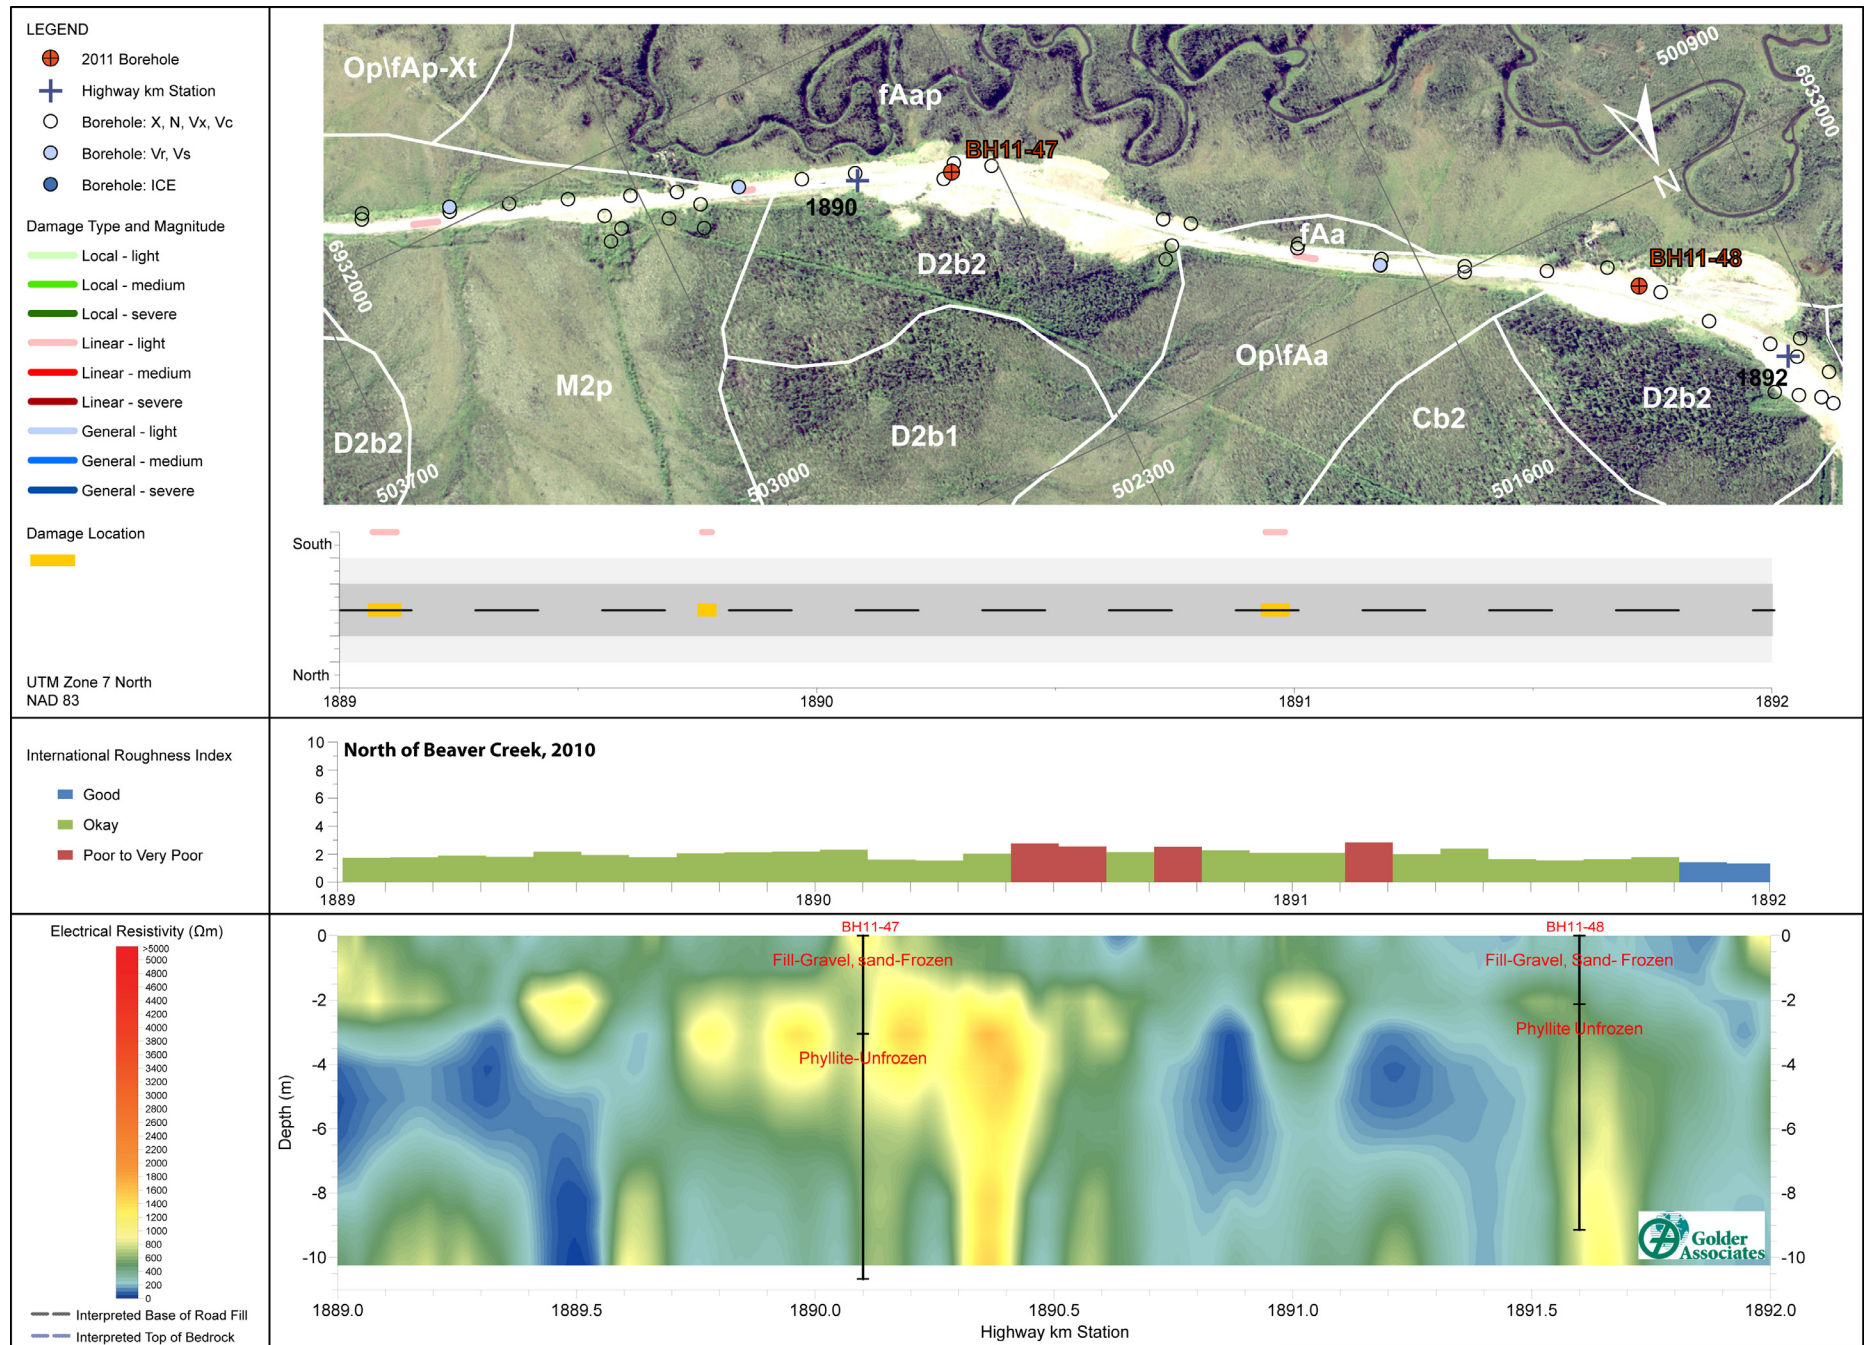 LEGEND
2011 Borehole
Highway km Station
Borehole: X, N, Vx, Vc
Borehole: Vr, Vs
Borehole: ICE
Damage Type and Magnitude
Local - light
Local - medium
Local - severe
Linear - light
Linear - medium
Linear - severe
General - light
General - medium
General - severe
Damage Location
UTM Zone 7 North
NAD 83
Op\fAp-Xt
fAap
BH11-47
1890
D2b2
fAa
BH11-48
N
500900
6933000
6932000
M2p
D2b2
D2b1
Op\fAa
Cb2
D2b2
1892
503700
503000
502300
501600
South
North
1889
1890
1891
1892
International Roughness Index
Good
Okay
Poor to Very Poor
North of Beaver Creek, 2010
10
8
6
4
2
0
1889
1890
1891
1892
Electrical Resistivity (Ωm)
>5000
5000
4800
4600
4400
4200
4000
3800
3600
3400
3200
3000
2800
2600
2400
2200
2000
1800
1600
1400
1200
1000
800
600
400
200
0
Interpreted Base of Road Fill
Interpreted Top of Bedrock
BH11-47
Fill-Gravel, sand-Frozen
Phyllite-Unfrozen
BH11-48
Fill-Gravel, Sand- Frozen
Phyllite Unfrozen
Depth (m)
0
-2
-4
-6
-8
-10
0
-2
-4
-6
-8
-10
Golder
Associates
1889.0
1889.5
1890.0
1890.5
1891.0
1891.5
1892.0
Highway km Station